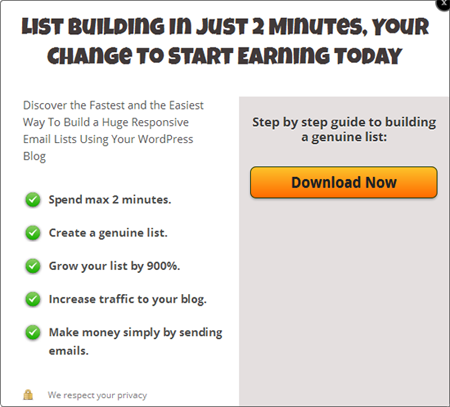 List Building in Just 2 Minutes, Your
Change to Start Earning Today
Discover the Fastest and the Easiest
Way To Build a Huge Responsive
Email Lists Using Your WordPress
Blog
Spend max 2 minutes.
Create a genuine list.
Grow your list by 900%.
Increase traffic to your blog.
Make money simply by sending
emails.
We respect your privacy
Step by step guide to building
a genuine list:
Download Now
x